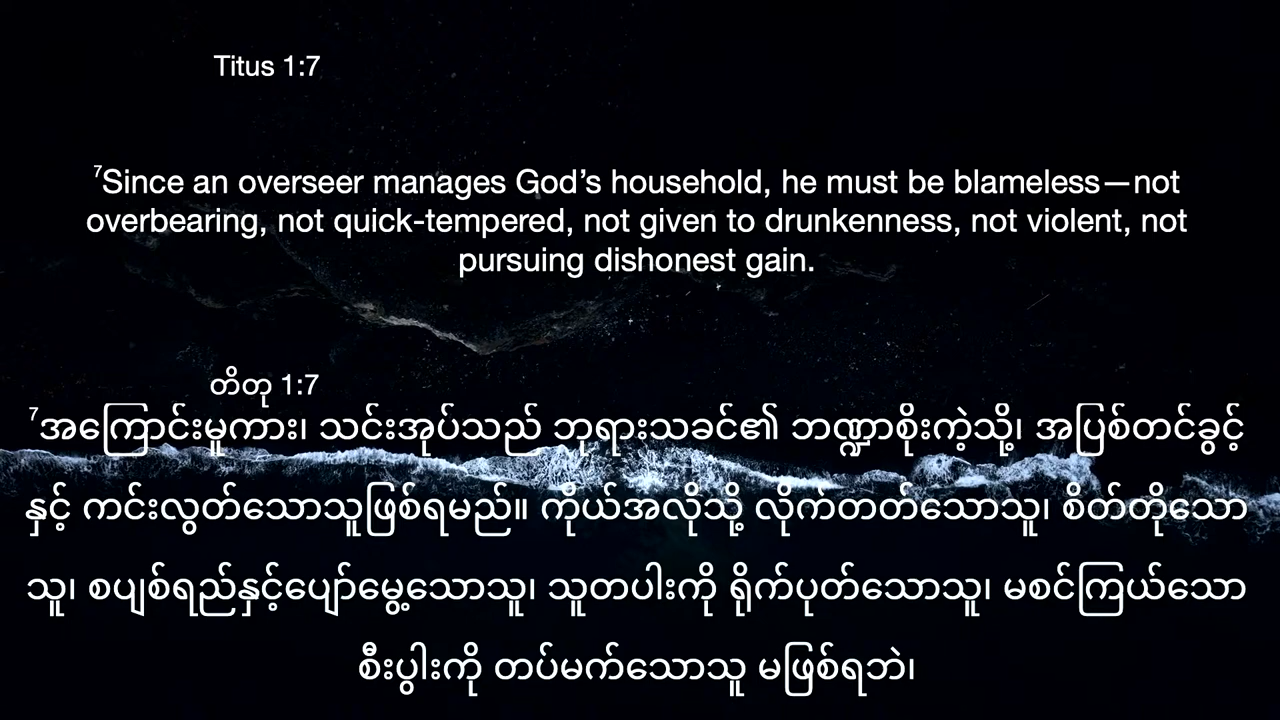 Titus 1:7
⁷Since an overseer manages God’s household, he must be blameless—not
overbearing, not quick-tempered, not given to drunkenness, not violent, not
pursuing dishonest gain.
တိတု 1:7
⁷အကြောင်းမူကား၊ သင်းအုပ်သည် ဘုရားသခင်၏ ဘဏ္ဍာစိုးကဲ့သို့၊ အပြစ်တင်ခွင့်
နှင့် ကင်းလွတ်သောသူဖြစ်ရမည်။ ကိုယ်အလိုသို့ လိုက်တတ်သောသူ၊ စိတ်တိုသော
သူ၊ စပျစ်ရည်နှင့်ပျော်မွေ့သောသူ၊ သူတပါးကို ရိုက်ပုတ်သောသူ၊ မစင်ကြယ်သော
စီးပွါးကို တပ်မက်သောသူ မဖြစ်ရဘဲ၊